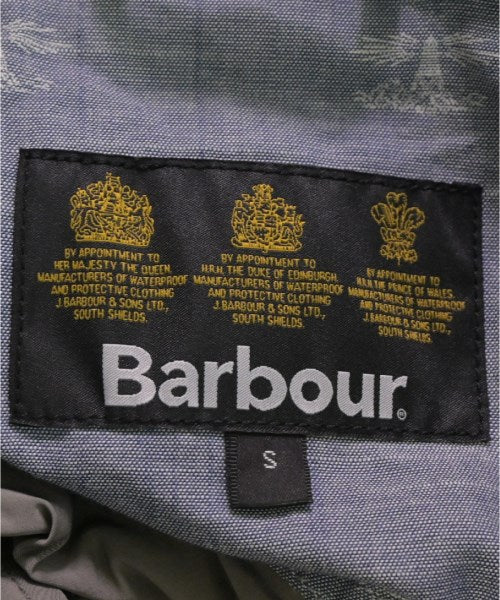 BY APPOINTMENT TO
HER MAJESTY THE QUEEN
MANUFACTURERS OF WATERPROOF
AND PROTECTIVE CLOTHING
J. BARBOUR & SONS LTD.,
SOUTH SHIELDS.
BY APPOINTMENT TO
H.R.H. THE DUKE OF EDINBURGH
MANUFACTURERS OF WATERPROOF
AND PROTECTIVE CLOTHING
J. BARBOUR & SONS LTD.,
SOUTH SHIELDS.
BY APPOINTMENT TO
H.R.H. THE PRINCE OF WALES
MANUFACTURERS OF WATERPROOF
AND PROTECTIVE CLOTHING
J. BARBOUR & SONS LTD.,
SOUTH SHIELDS.
Barbour®
S